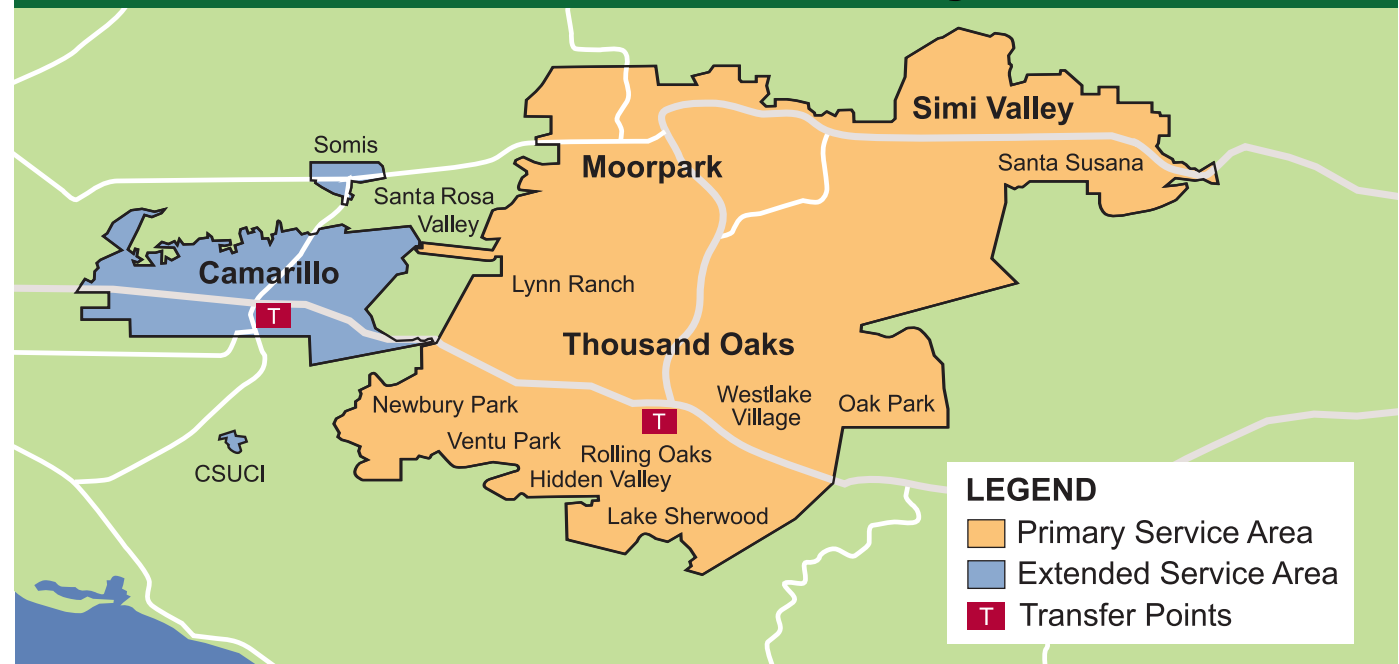 Simi Valley
Somis
Moorpark
Santa Susana
Santa Rosa
Valley
Camarillo
Lynn Ranch
T
Thousand Oaks
Newbury Park
Westlake
Village
Oak Park
T
Ventu Park
Rolling Oaks
CSUCI
Hidden Valley
Lake Sherwood
LEGEND
Primary Service Area
Extended Service Area
T Transfer Points